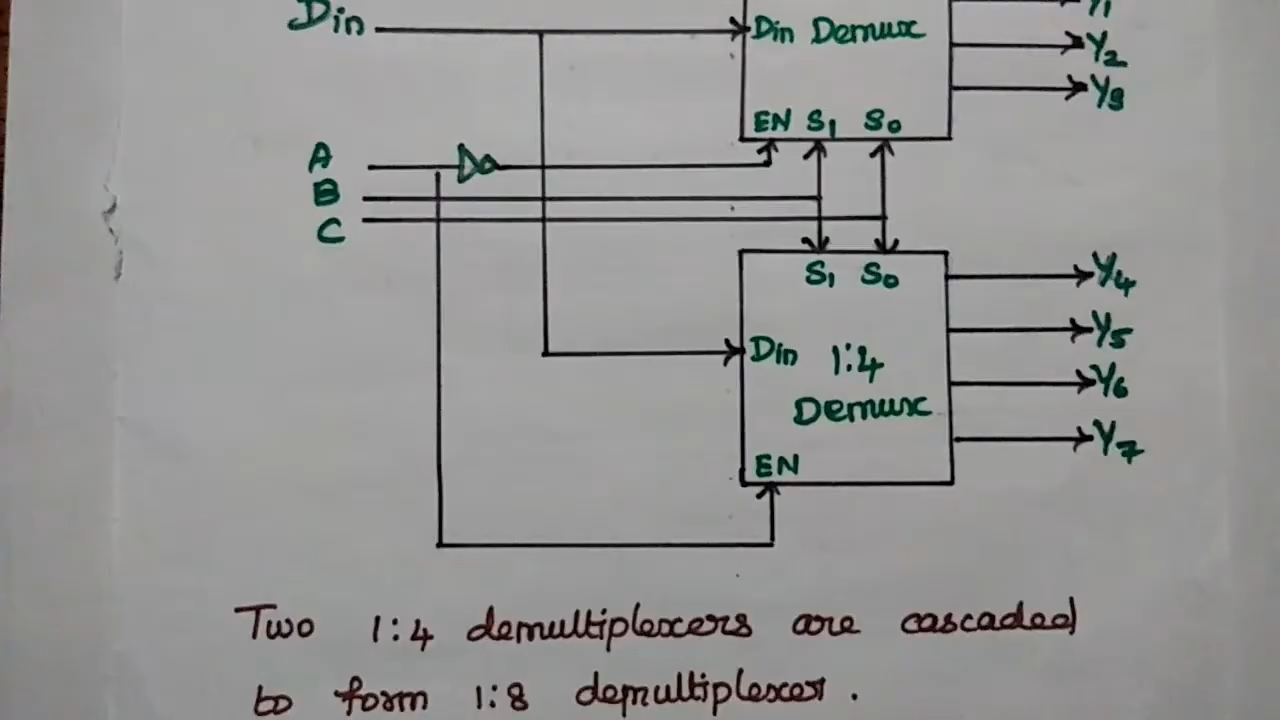 Din
Din Demux
Y1
Y2
Y3
EN S1 S0
A
B
C
S1 S0
Din 1:4
Demux
EN
Y4
Y5
Y6
Y7
Two 1:4 demultiplexers are cascaded
to form 1:8 demultiplexer.